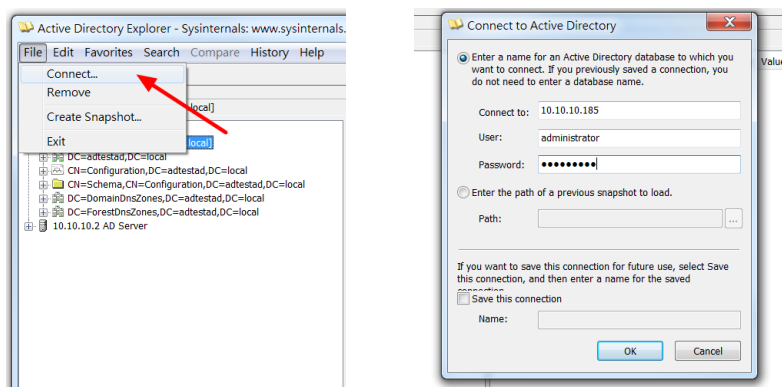 Active Directory Explorer - Sysinternals: www.sysinternals.
File Edit Favorites Search Compare History Help
Connect...
Remove
Create Snapshot...
Exit
local]
local]
DC=adtestad,DC=local
CN=Configuration,DC=adtestad,DC=local
CN=Schema,CN=Configuration,DC=adtestad,DC=local
DC=DomainDnsZones,DC=adtestad,DC=local
DC=ForestDnsZones,DC=adtestad,DC=local
10.10.10.2 AD Server
Connect to Active Directory
Value
Enter a name for an Active Directory database to which you
want to connect. If you previously saved a connection, you
do not need to enter a database name.
Connect to: 10.10.10.185
User: administrator
Password: ●●●●●●●●●
Enter the path of a previous snapshot to load.
Path:
...
If you want to save this connection for future use, select Save
this connection, and then enter a name for the saved
connection.
Save this connection
Name:
OK Cancel